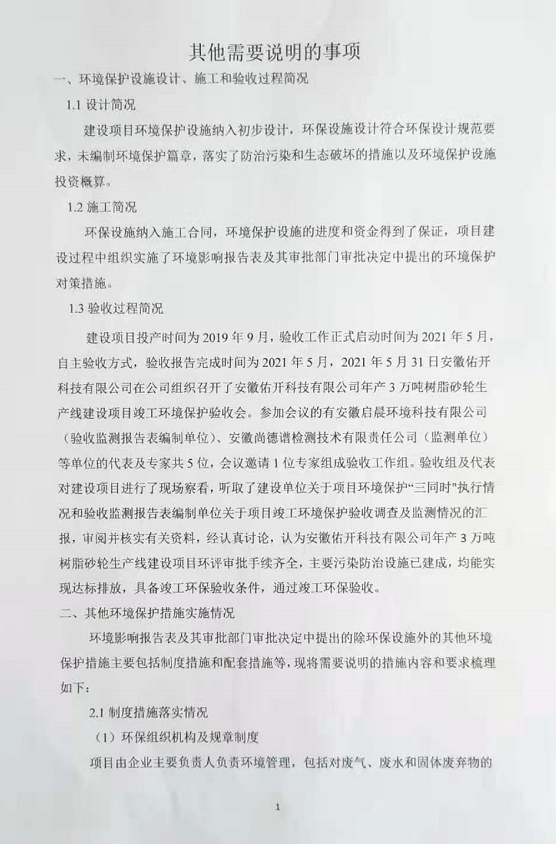 其他需要说明的事项
一、环境保护设施设计、施工和验收过程简况
1.1 设计简况
建设项目环境保护设施纳入初步设计，环保设施设计符合环保设计规范要
求，未编制环境保护篇章，落实了防治污染和生态破坏的措施以及环境保护设施
投资概算。
1.2 施工简况
环保设施纳入施工合同，环境保护设施的进度和资金得到了保证，项目建
设过程中组织实施了环境影响报告表及其审批部门审批决定中提出的环境保护
对策措施。
1.3 验收过程简况
建设项目投产时间为 2019 年 9 月，验收工作正式启动时间为 2021 年 5 月，
自主验收方式，验收报告完成时间为 2021 年 5 月，2021 年 5 月 31 日安徽佑开
科技有限公司在公司组织召开了安徽佑开科技有限公司年产 3 万吨树脂砂轮生
产线建设项目竣工环境保护验收会。参加会议的有安徽启晨环境科技有限公司
（验收监测报告表编制单位）、安徽尚德谱检测技术有限责任公司（监测单位）
等单位的代表及专家共 5 位，会议邀请 1 位专家组成验收工作组。验收组及代表
对建设项目进行了现场察看，听取了建设单位关于项目环境保护“三同时"执行情
况和验收监测报告表编制单位关于项目竣工环境保护验收调查及监测情况的汇
报，审阅并核实有关资料，经认真讨论，认为安徽佑开科技有限公司年产 3 万吨
树脂砂轮生产线建设项目环评审批手续齐全，主要污染防治设施已建成，均能实
现达标排放，具备竣工环保验收条件，通过竣工环保验收。
二、其他环境保护措施实施情况
环境影响报告表及其审批部门审批决定中提出的除环保设施外的其他环境
保护措施主要包括制度措施和配套措施等，现将需要说明的措施内容和要求梳理
如下：
2.1 制度措施落实情况
（1）环保组织机构及规章制度
项目由企业主要负责人负责环境管理，包括对废气、废水和固体废弃物的
1